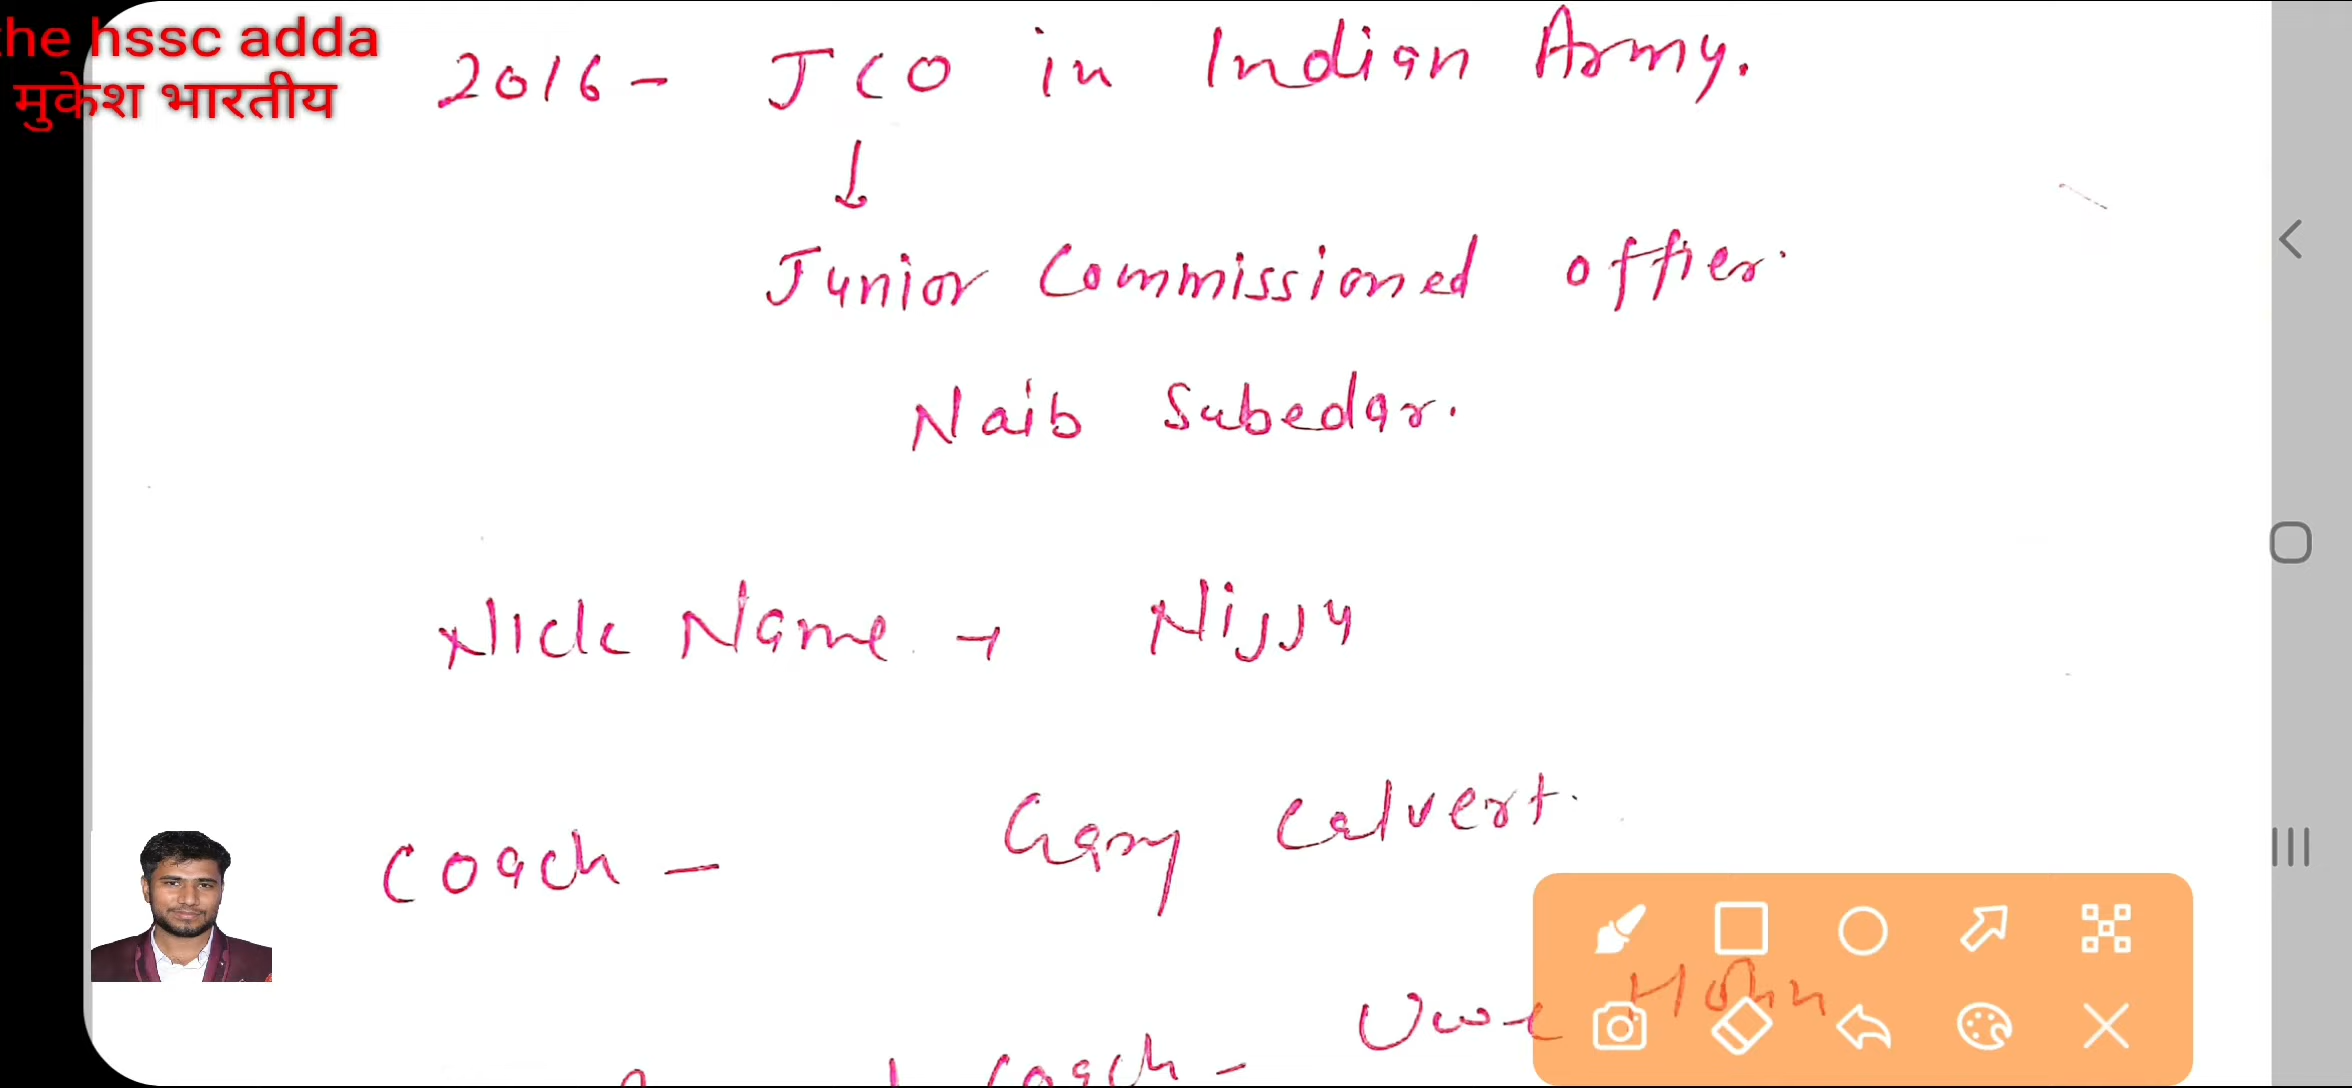 the hssc adda
मुकेश भारतीय
2016 - JCO in Indian Army.
Junior Commissioned officer.
Naib Subedar.
Nick Name → Nijju
Coach - Gary Calvert.
Uwe Hohn
Coach -